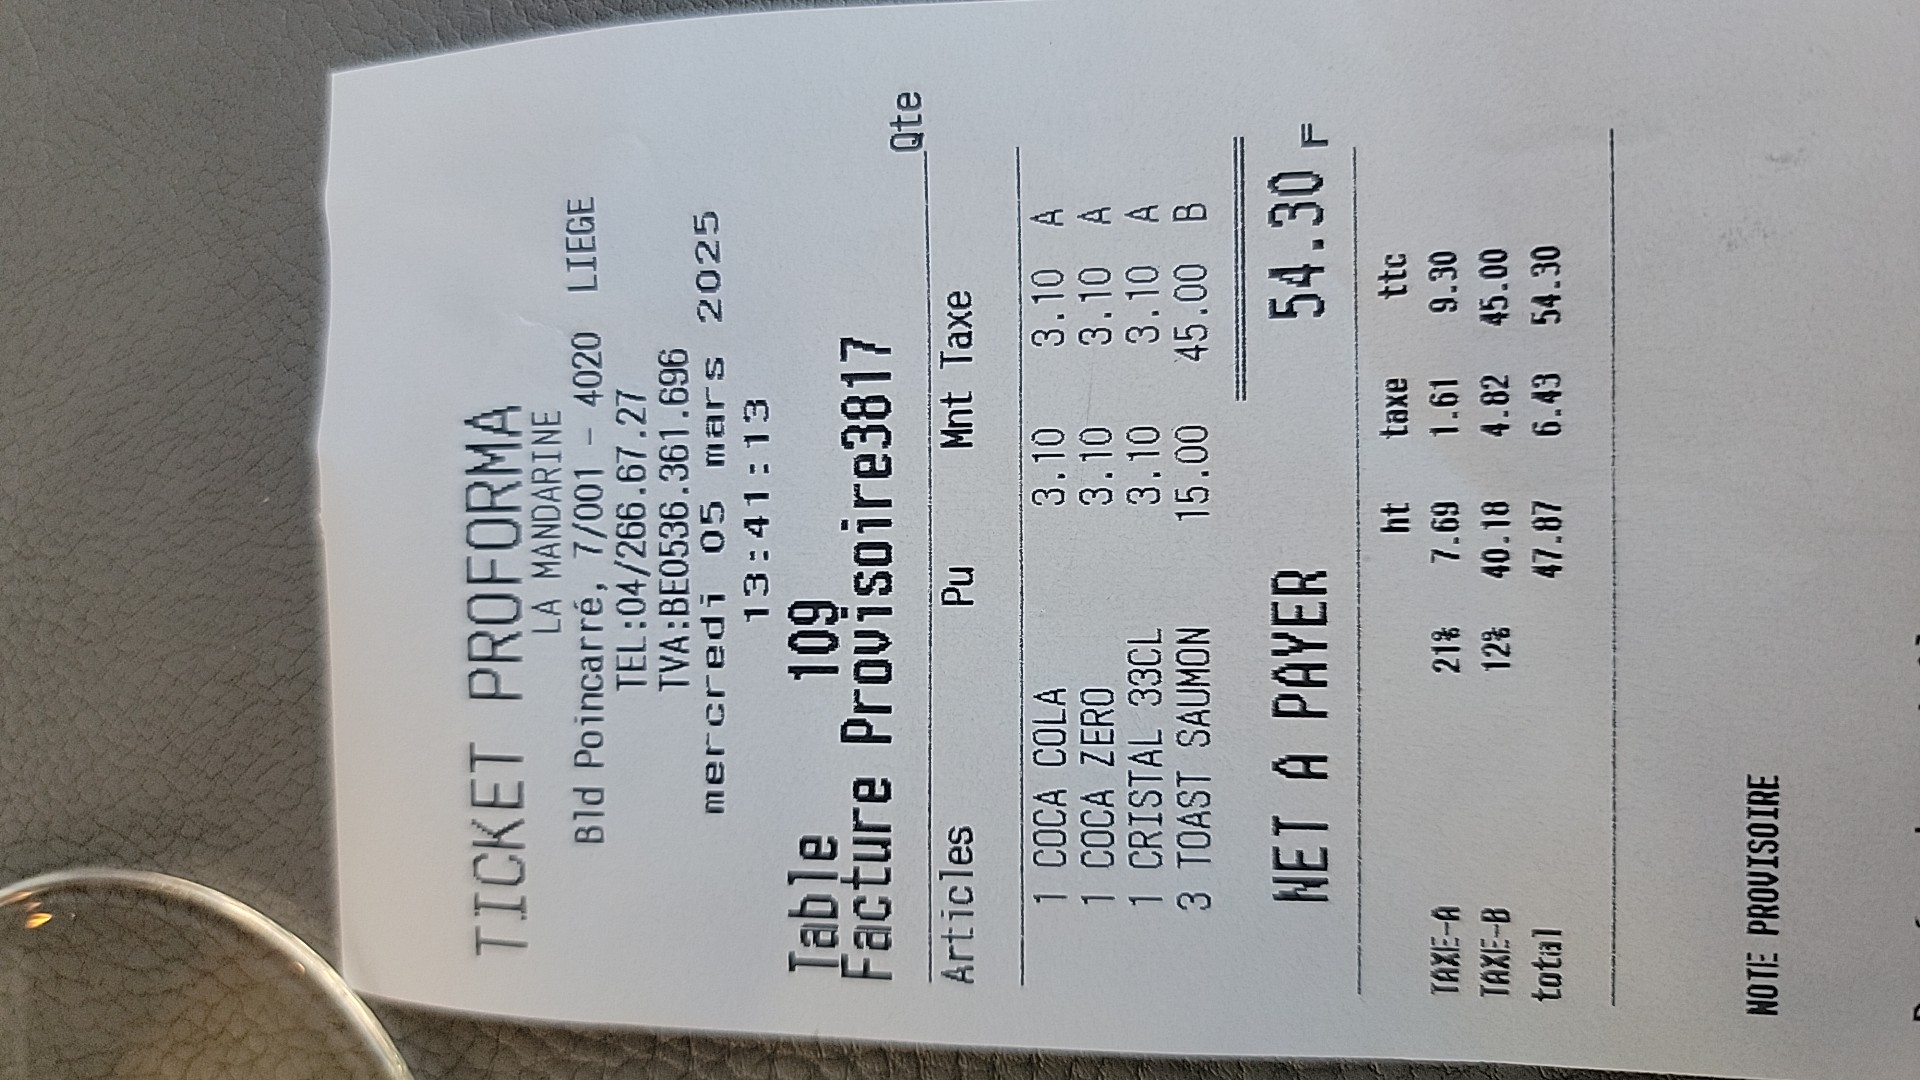 TICKET PROFORMA
LA MANDARINE
Bld Poincarré, 7/001 - 4020 LIEGE
TEL:04/266.67.27
TVA:BE0536.361.696
mercredi 05 mars 2025
13:41:13
Table 109
Facture Provisoire3817
Qte
Articles Pu Mnt Taxe
1 COCA COLA 3.10 3.10 A
1 COCA ZERO 3.10 3.10 A
1 CRISTAL 33CL 3.10 3.10 A
3 TOAST SAUMON 15.00 45.00 B
NET A PAYER 54.30 F
ht taxe ttc
TAXE-A 21% 7.69 1.61 9.30
TAXE-B 12% 40.18 4.82 45.00
total 47.87 6.43 54.30
NOTE PROVISOIRE